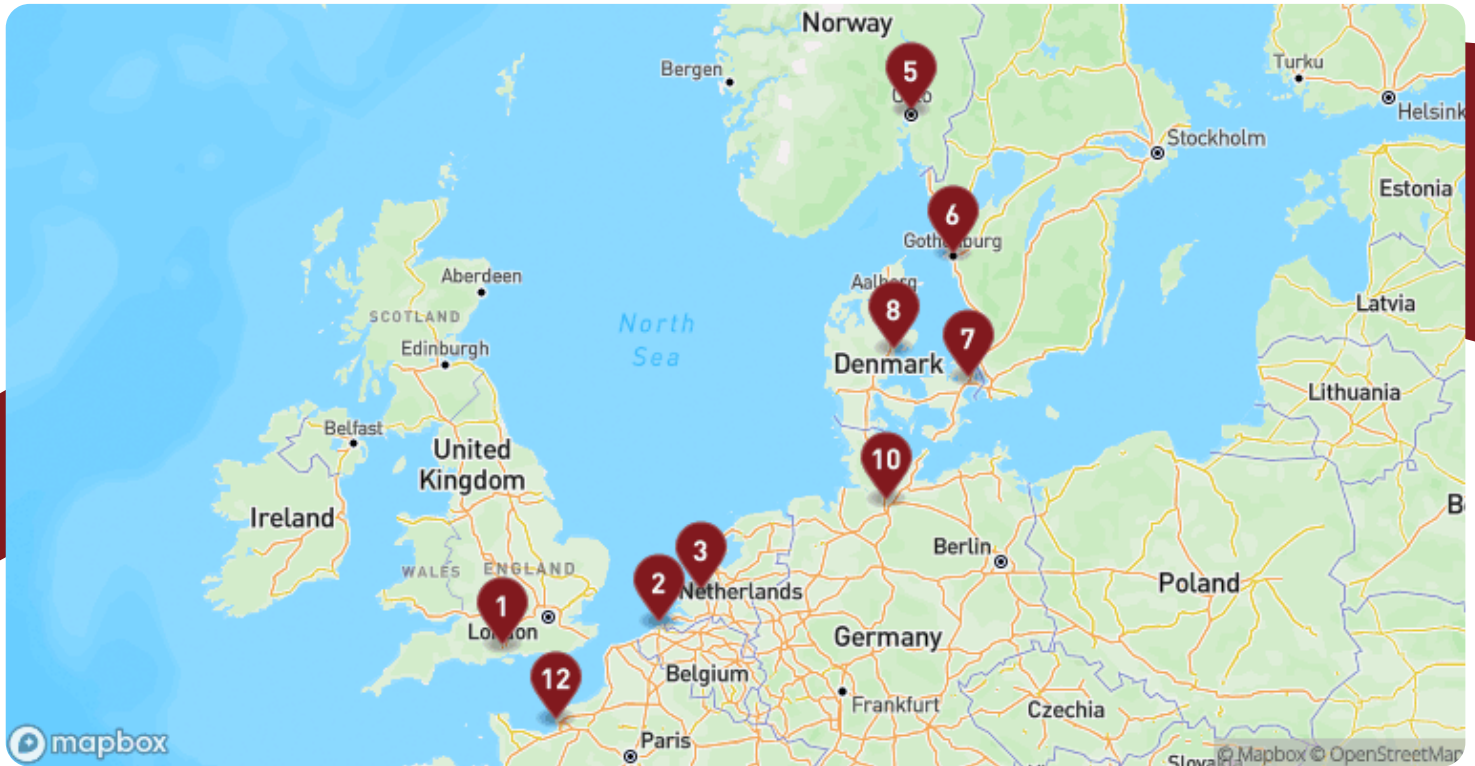 Norway
Bergen
5
Turku
Helsink
Stockholm
Estonia
6
Gothenburg
Aberdeen
Aalborg
SCOTLAND
8
Latvia
North
Sea
7
Edinburgh
Denmark
Lithuania
Belfast
United
Kingdom
10
Ireland
B
3
Berlin
WALES
ENGLAND
2
Netherlands
Poland
1
London
Germany
12
Belgium
Frankfurt
Czechia
mapbox
Paris
© Mapbox © OpenStreetMap
Slova